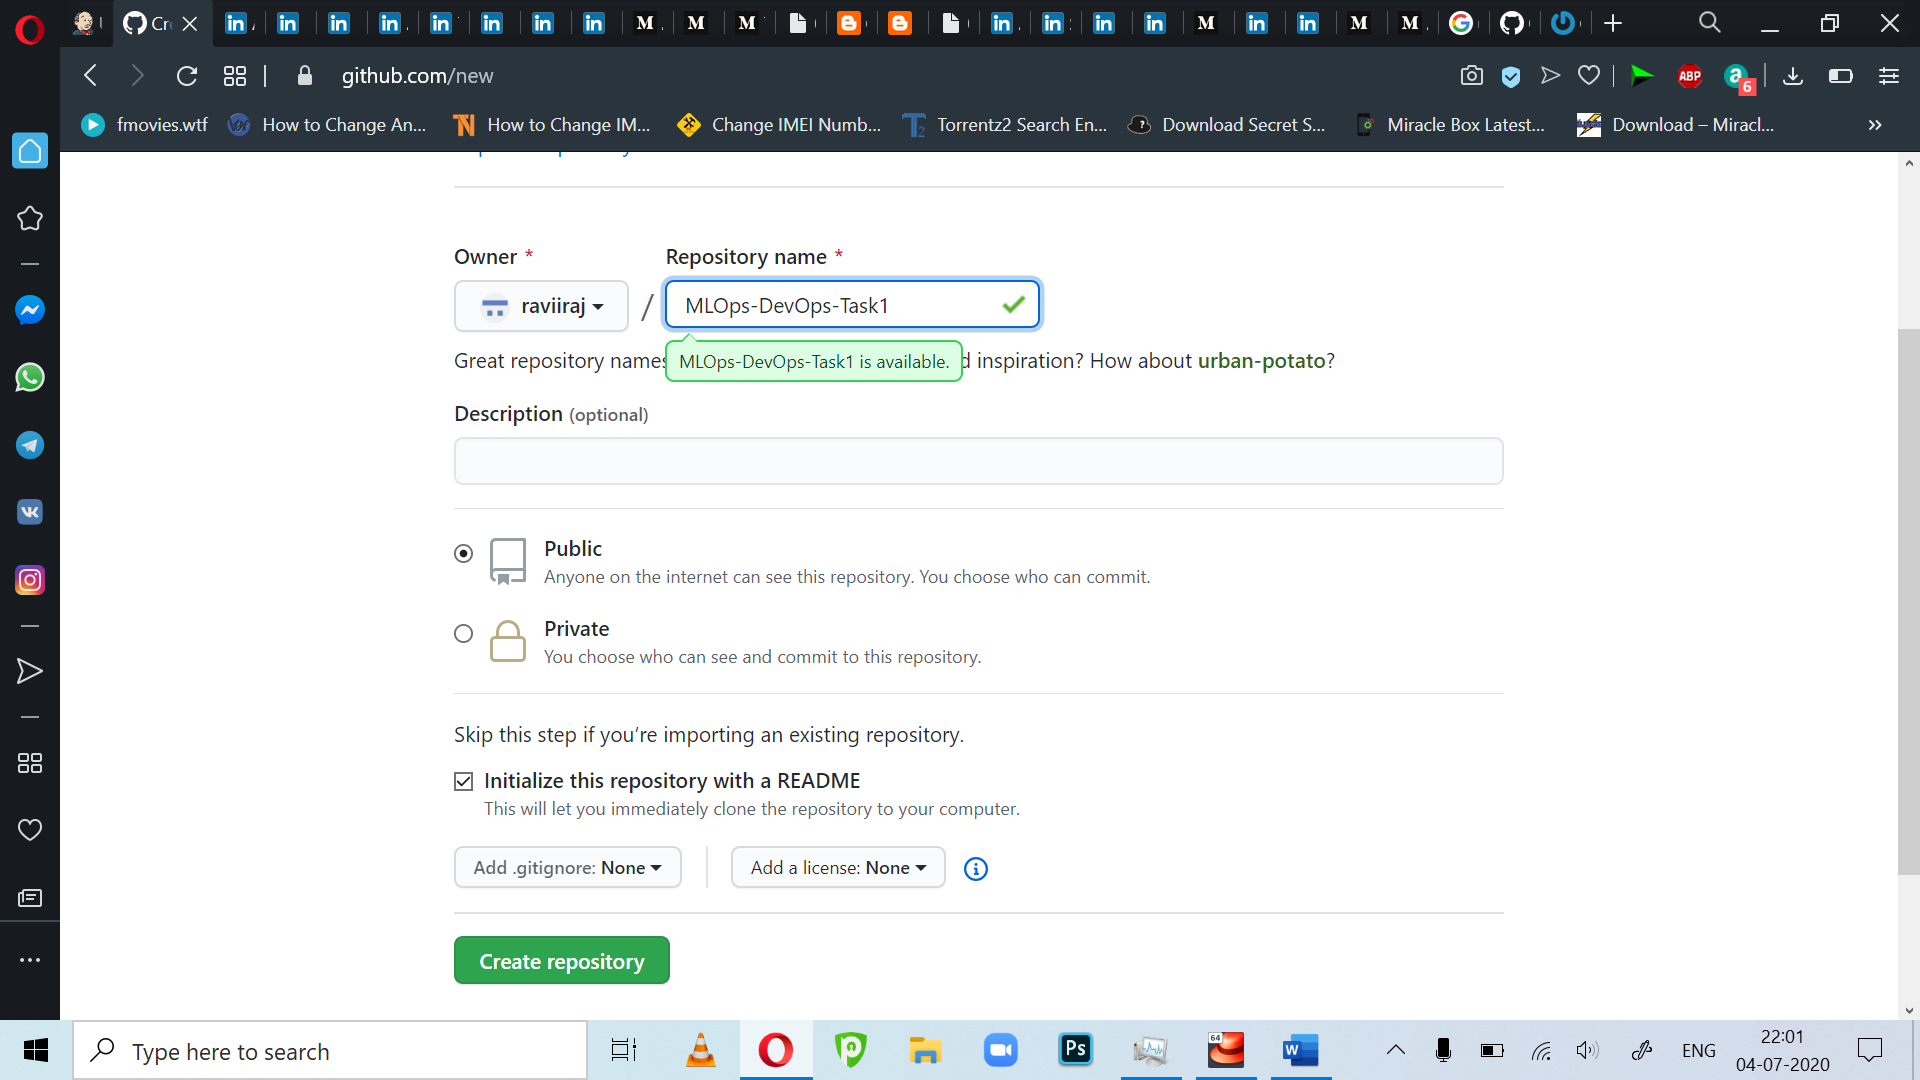 Cr
github.com/new
6
fmovies.wtf
How to Change An...
How to Change IM...
Change IMEI Numb...
Torrentz2 Search En...
Download Secret S...
Miracle Box Latest...
Download – Miracl...
Owner *
Repository name *
raviiraj
/
MLOps-DevOps-Task1
Great repository names
MLOps-DevOps-Task1 is available.
d inspiration? How about urban-potato?
Description (optional)
Public
Anyone on the internet can see this repository. You choose who can commit.
Private
You choose who can see and commit to this repository.
Skip this step if you’re importing an existing repository.
Initialize this repository with a README
This will let you immediately clone the repository to your computer.
Add .gitignore: None
Add a license: None
Create repository
Type here to search
ENG
22:01
04-07-2020